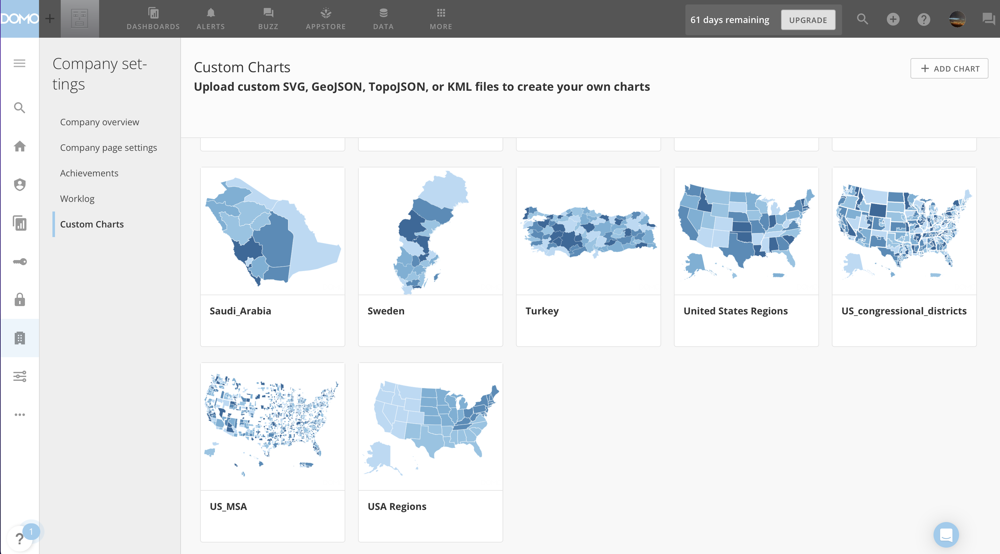 DOMO
DASHBOARDS
ALERTS
BUZZ
APPSTORE
DATA
MORE
61 days remaining
UPGRADE
Company set-
tings
Company overview
Company page settings
Achievements
Worklog
Custom Charts
Custom Charts
Upload custom SVG, GeoJSON, TopoJSON, or KML files to create your own charts
ADD CHART
Saudi_Arabia
Sweden
Turkey
United States Regions
US_congressional_districts
US_MSA
USA Regions
?
1